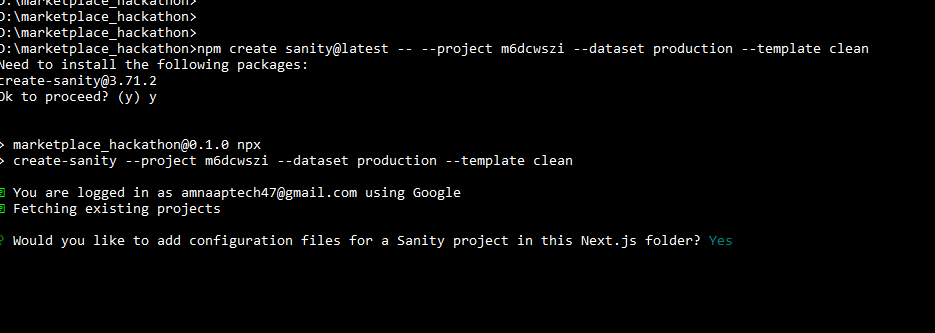 D:\marketplace_hackathon>
D:\marketplace_hackathon>
D:\marketplace_hackathon>
D:\marketplace_hackathon>npm create sanity@latest -- --project m6dcwszi --dataset production --template clean
Need to install the following packages:
create-sanity@3.71.2
Ok to proceed? (y) y
> marketplace_hackathon@0.1.0 npx
> create-sanity --project m6dcwszi --dataset production --template clean
You are logged in as amnaaptech47@gmail.com using Google
Fetching existing projects
? Would you like to add configuration files for a Sanity project in this Next.js folder? Yes